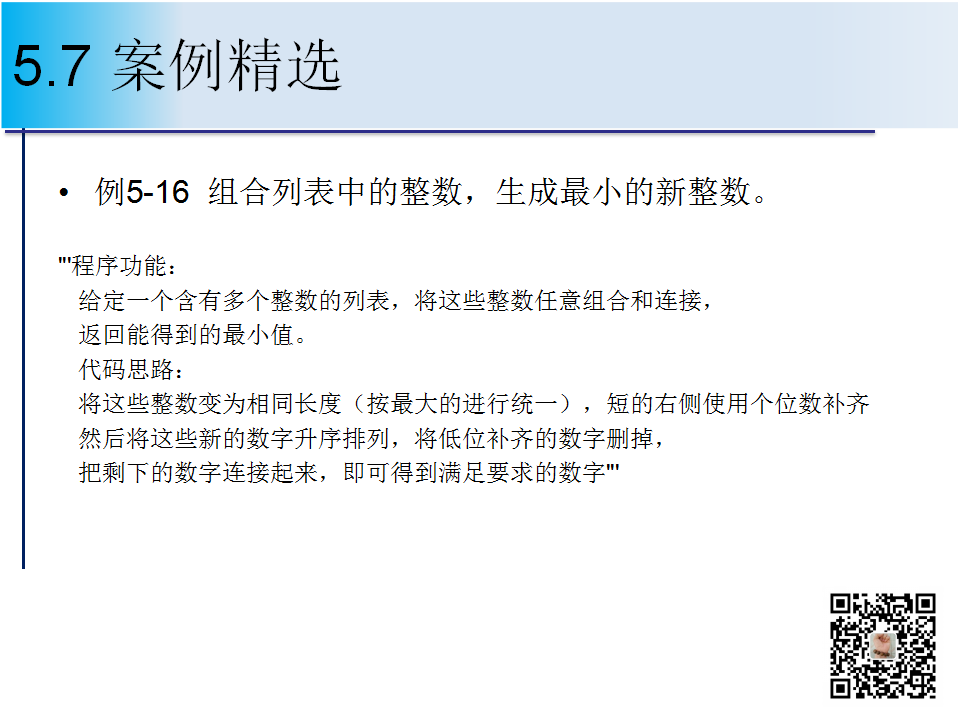 5.7 案例精选
• 例5-16 组合列表中的整数，生成最小的新整数。
'''程序功能：
给定一个含有多个整数的列表，将这些整数任意组合和连接，
返回能得到的最小值。
代码思路：
将这些整数变为相同长度（按最大的进行统一），短的右侧使用个位数补齐
然后将这些新的数字升序排列，将低位补齐的数字删掉，
把剩下的数字连接起来，即可得到满足要求的数字'''